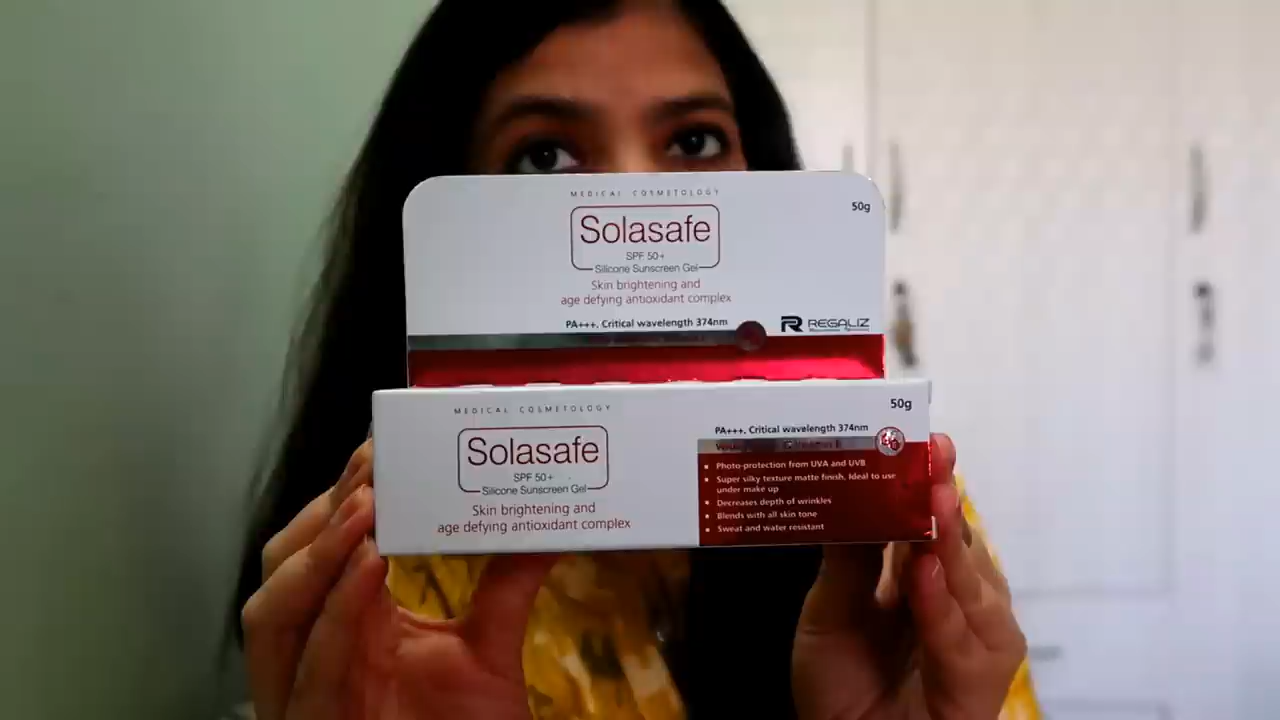 MEDICAL COSMETOLOGY
50g
Solasafe
SPF 50+
Silicone Sunscreen Gel
Skin brightening and
age defying antioxidant complex
PA+++. Critical wavelength 374nm
REGALIZ
MEDICAL COSMETOLOGY
Solasafe
SPF 50+
Silicone Sunscreen Gel
Skin brightening and
age defying antioxidant complex
50g
PA+++. Critical wavelength 374nm
Photo-protection from UVA and UVB
Super silky texture matte finish, Ideal to use
under make up
Decreases depth of wrinkles
Blends with all skin tone
Sweat and water resistant